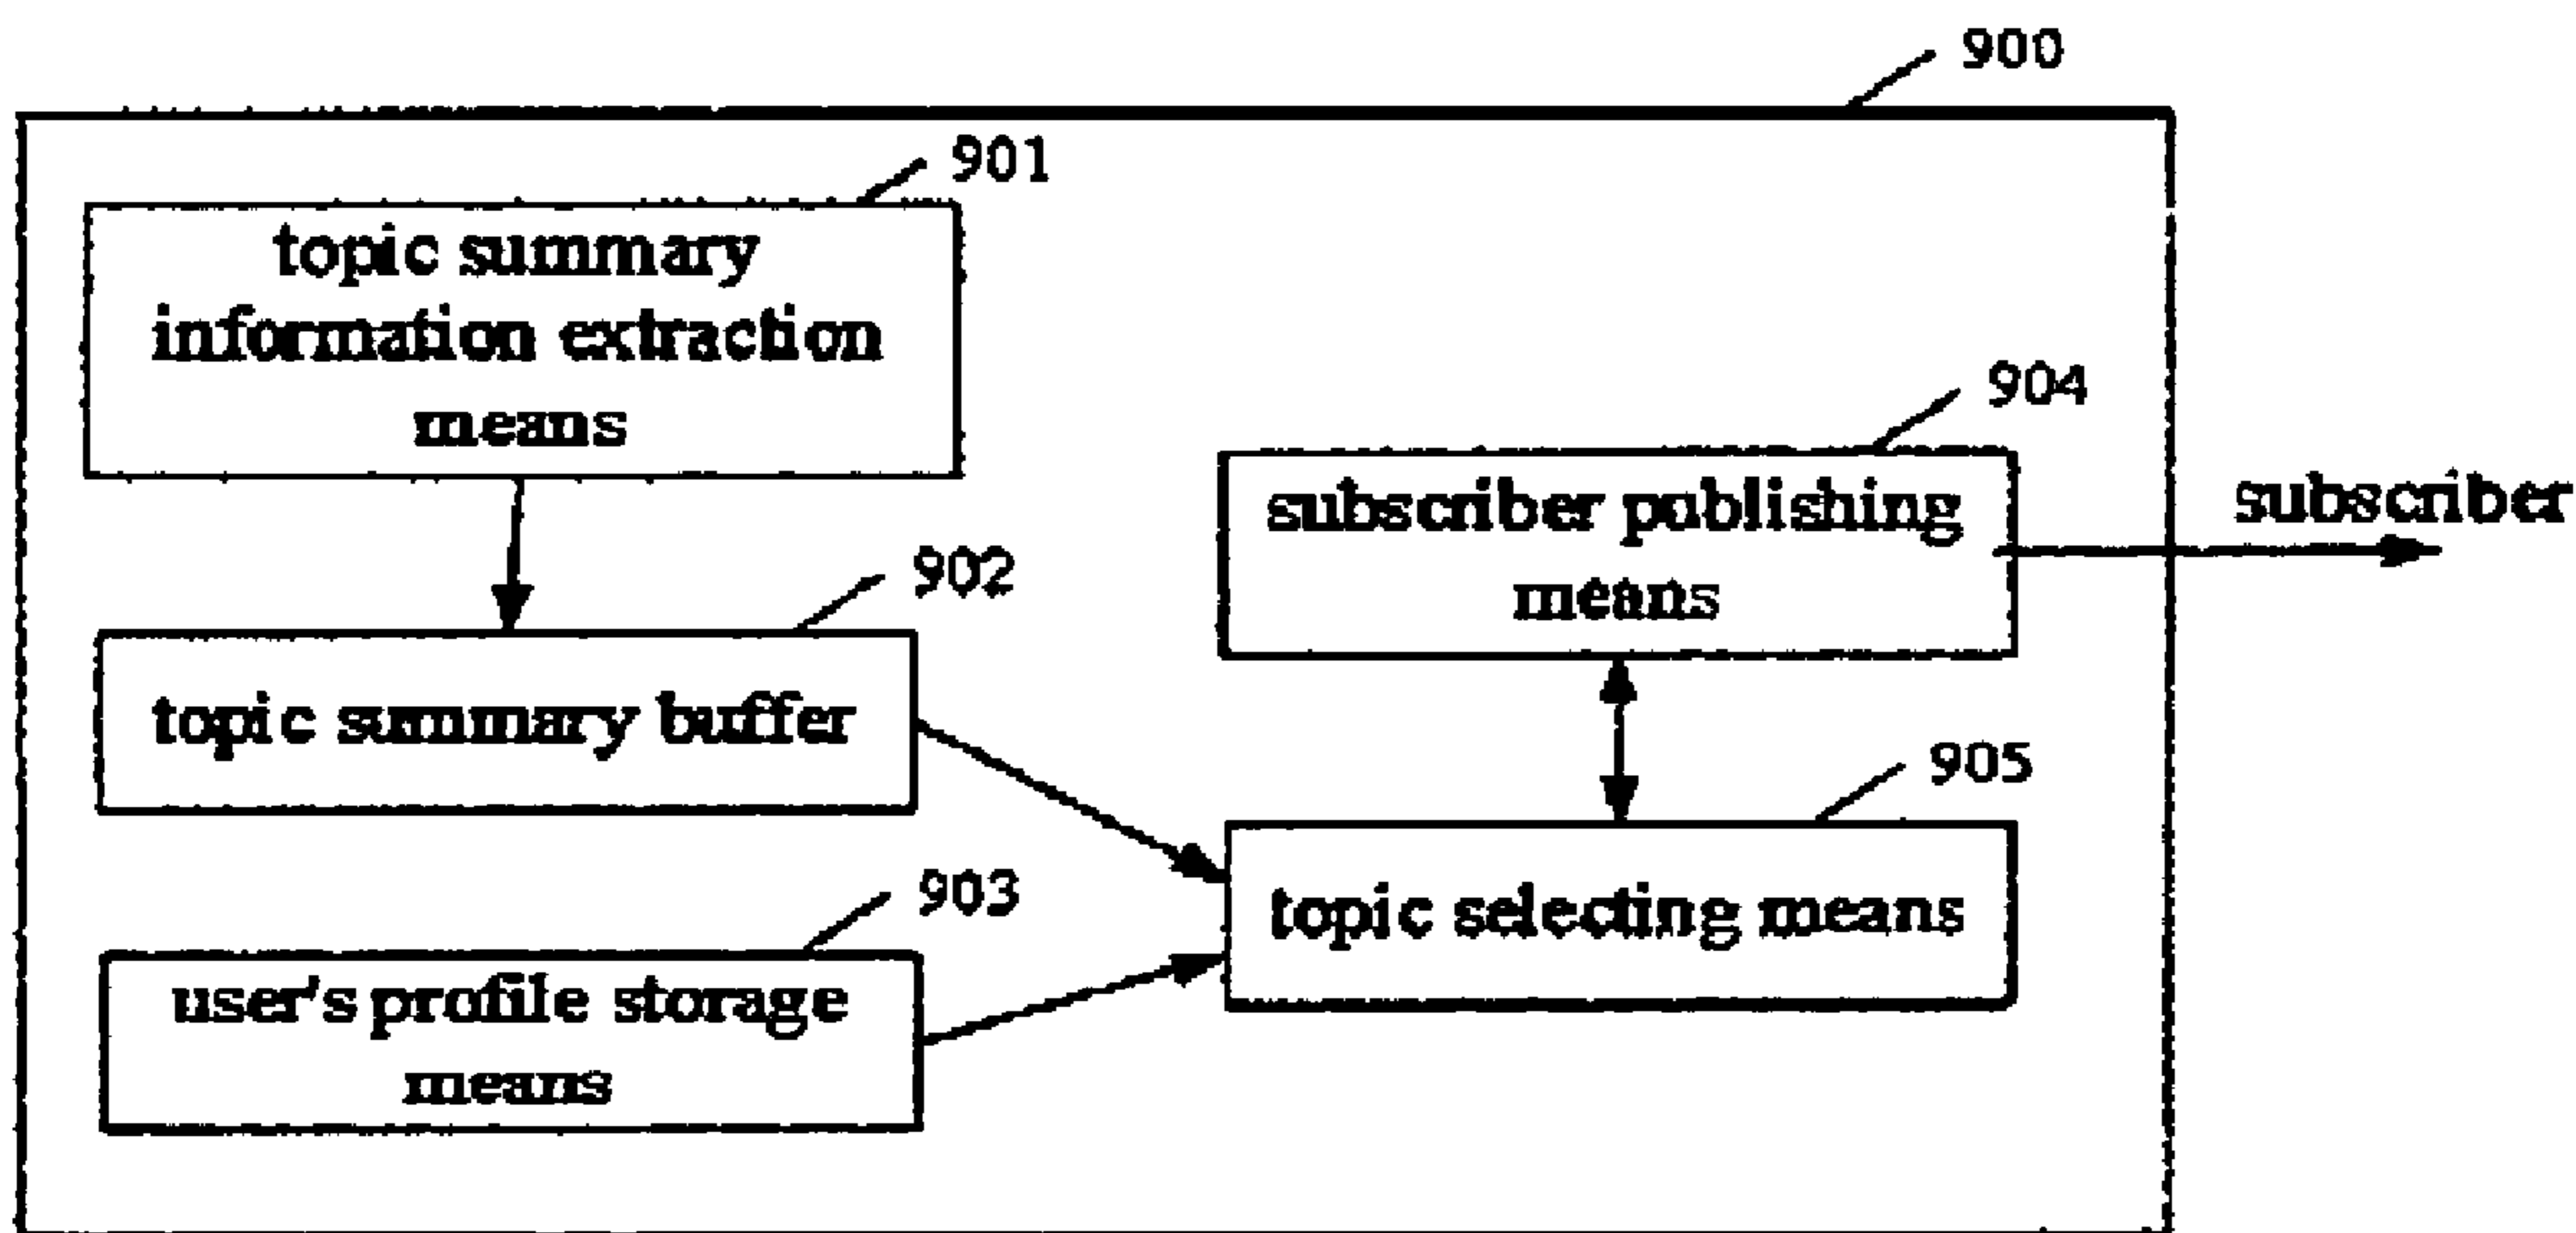 900
901
topic summary
information extraction
means
904
subscriber publishing
means
subscriber
902
topic summary buffer
905
topic selecting means
903
user's profile storage
means